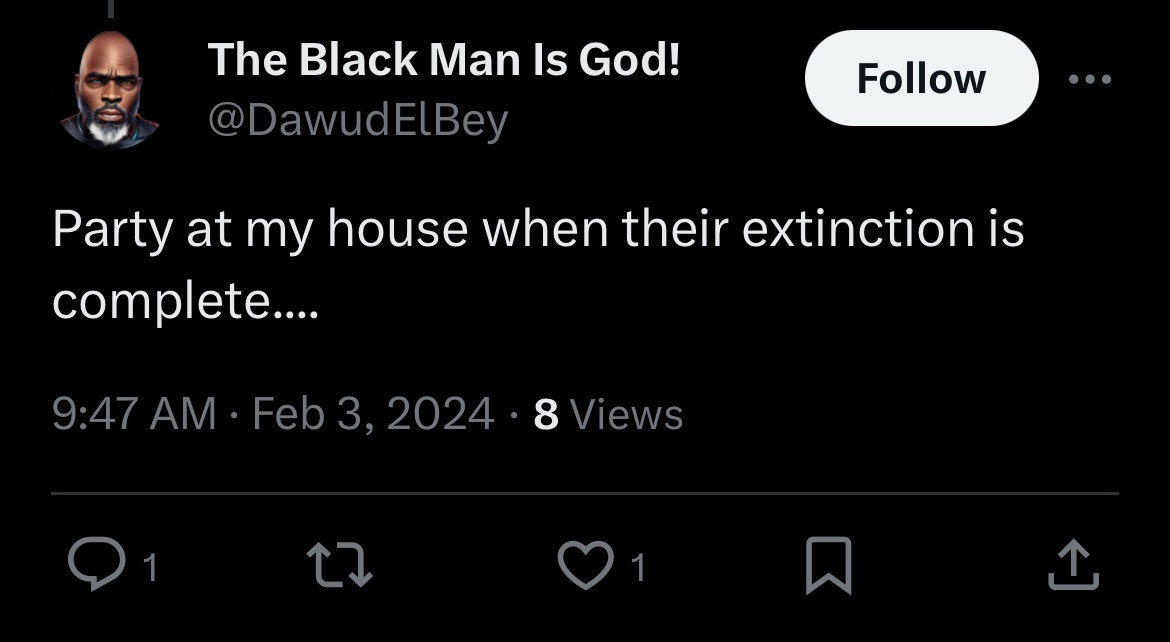 The Black Man Is God!
Follow
@DawudElBey
Party at my house when their extinction is
complete....
9:47 AM · Feb 3, 2024 · 8 Views
1
1